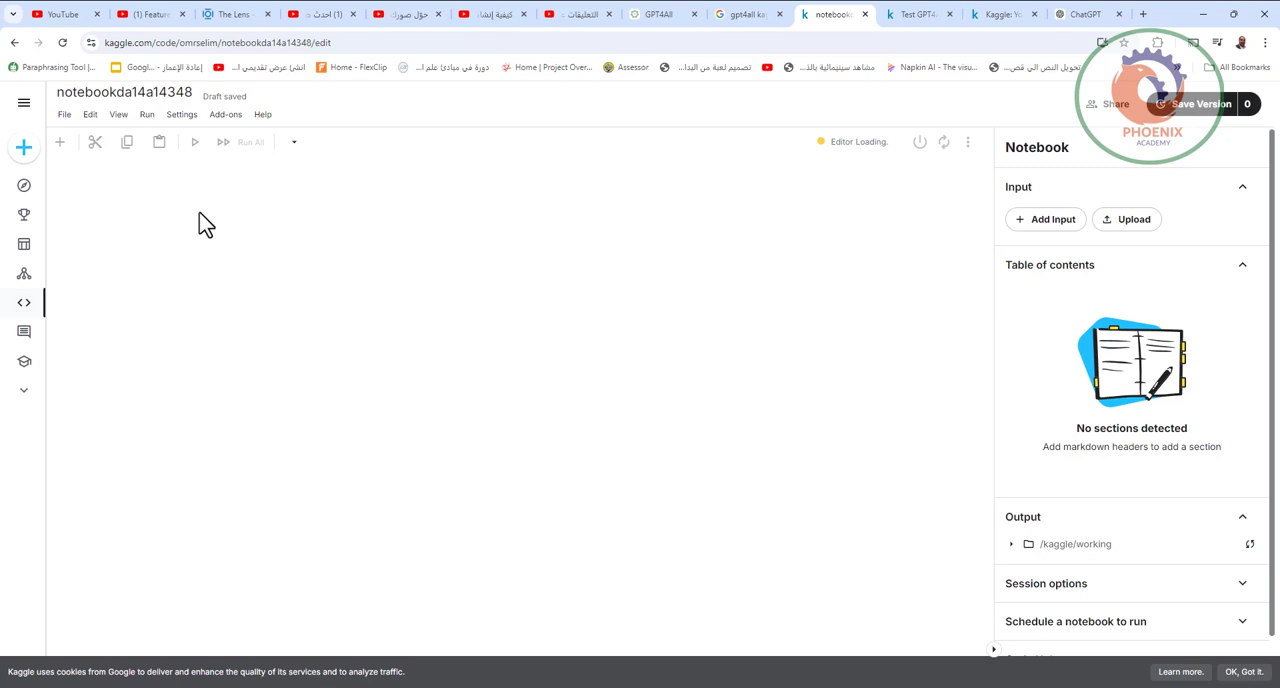 YouTube
(1) Feature
The Lens -
(1) احدث
حوّل صورك
كيفية إنشاء
التعليقات
GPT4All
gpt4all ka
notebookd
Test GPT4
Kaggle: Yo
ChatGPT
kaggle.com/code/omrselim/notebookda14a14348/edit
Paraphrasing Tool |...
Googl... - إعادة الإعمار
انشئ عرض تقديمي ا...
Home - FlexClip
دورة في مبادئ علم ا...
Home | Project Over...
Assessor
تصميم لعبة من البدا...
مشاهد سينيمائية بالذ...
Napkin AI - The visu...
تحويل النص الي فص...
All Bookmarks
notebookda14a14348
Draft saved
File Edit View Run Settings Add-ons Help
Share
Save Version
0
PHOENIX
ACADEMY
Run All
Editor Loading.
Notebook
Input
Add Input
Upload
Table of contents
No sections detected
Add markdown headers to add a section
Output
/kaggle/working
Session options
Schedule a notebook to run
Kaggle uses cookies from Google to deliver and enhance the quality of its services and to analyze traffic.
Learn more.
OK, Got it.